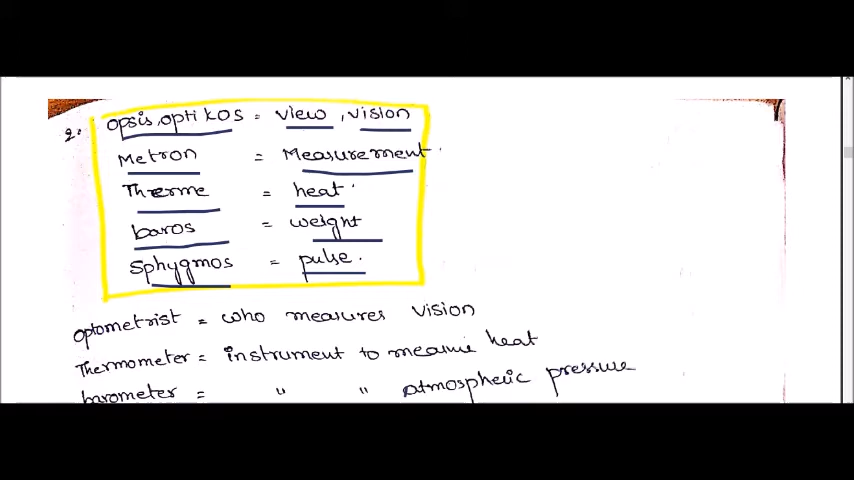 2. opsis, optikos = view, vision
Metron = Measurement.
Therme = heat.
baros = weight
Sphygmos = pulse.
optometrist = who measures vision
Thermometer = instrument to measure heat
barometer = " " atmospheric pressure